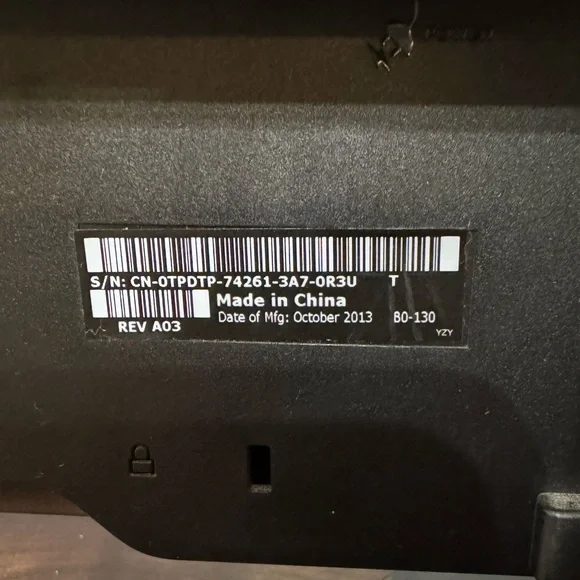 S/N: CN-0TPDTP-74261-3A7-0R3U T
Made in China
Date of Mfg: October 2013 B0-130
REV A03
YZY